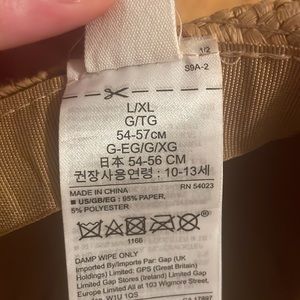 1/2
S9A-2
L/XL
G/TG
54-57cm
G-EG/G/XG
日本 54-56 CM
권장사용연령 : 10-13세
MADE IN CHINA RN 54023
■ US/GB/EG : 95% PAPER,
5% POLYESTER
1166
DAMP WIPE ONLY
Imported By/Importe Par: Gap (UK
Holdings) Limited: GPS (Great
Britain) Limited: Gap
Stores (Ireland) Limited Gap
Europe Limited All at 103 Wigmore Street,
W1U 1QS